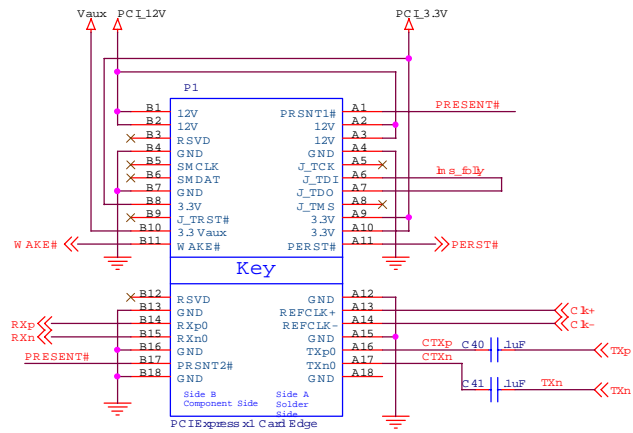 Vaux PCI_12V PCI_3.3V
P1
B1 12V PRSNT1# A1 PRESENT#
B2 12V 12V A2
B3 RSVD 12V A3
B4 GND GND A4
B5 SMCLK J_TCK A5
B6 SMDAT J_TDI A6 lms_folly
B7 GND J_TDO A7
B8 3.3V J_TMS A8
B9 J_TRST# 3.3V A9
B10 3.3 Vaux 3.3V A10
WAKE# B11 WAKE# PERST# A11 PERST#
Key
B12 RSVD GND A12
B13 GND REFCLK+ A13 Clk+
RXp B14 RXp0 REFCLK- A14 Clk-
RXn B15 RXn0 GND A15
B16 GND TXp0 A16 CTXp C40 .1uF TXp
PRESENT# B17 PRSNT2# TXn0 A17 CTXn
B18 GND GND A18 C41 .1uF TXn TXn
Side B Side A
Component Side Solder
Side
PCIExpress x1 Card Edge